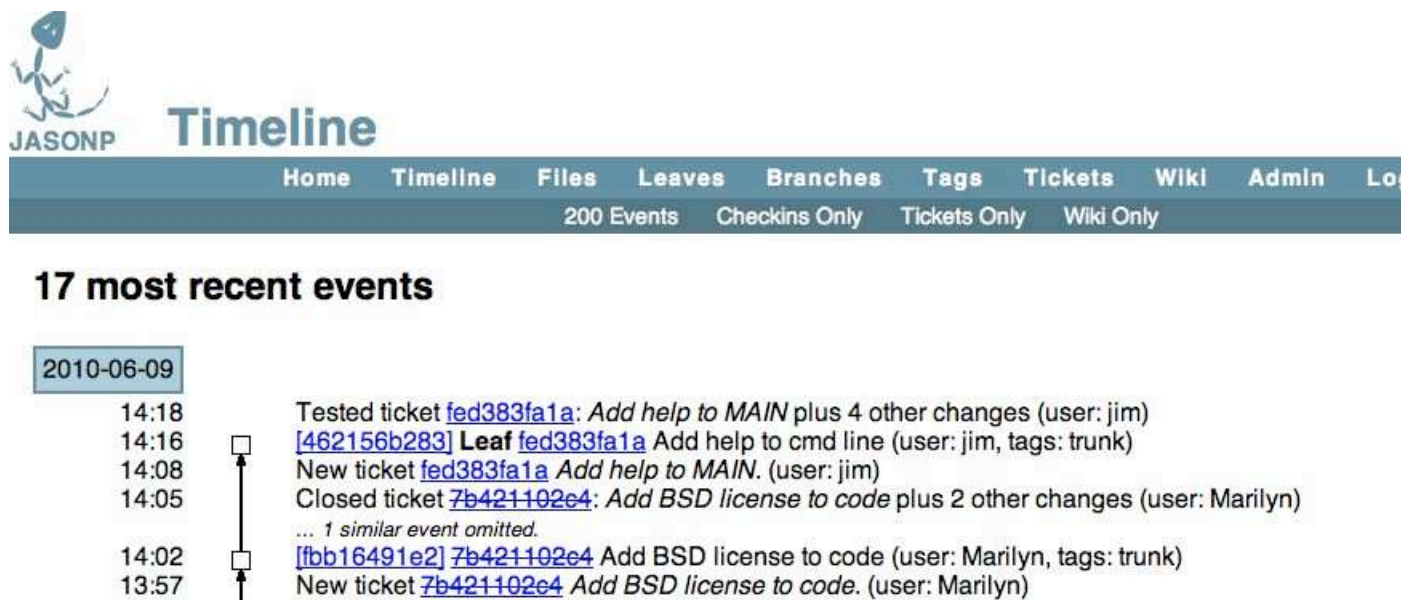 JASONP
Timeline
Home Timeline Files Leaves Branches Tags Tickets Wiki Admin
200 Events Checkins Only Tickets Only Wiki Only
17 most recent events
2010-06-09
14:18 Tested ticket fed383fa1a: Add help to MAIN plus 4 other changes (user: jim)
14:16 [462156b283] Leaf fed383fa1a Add help to cmd line (user: jim, tags: trunk)
14:08 New ticket fed383fa1a Add help to MAIN. (user: jim)
14:05 Closed ticket 7b421102c4: Add BSD license to code plus 2 other changes (user: Marilyn)
... 1 similar event omitted.
14:02 [fbb16491e2] 7b421102c4 Add BSD license to code (user: Marilyn, tags: trunk)
13:57 New ticket 7b421102c4 Add BSD license to code. (user: Marilyn)